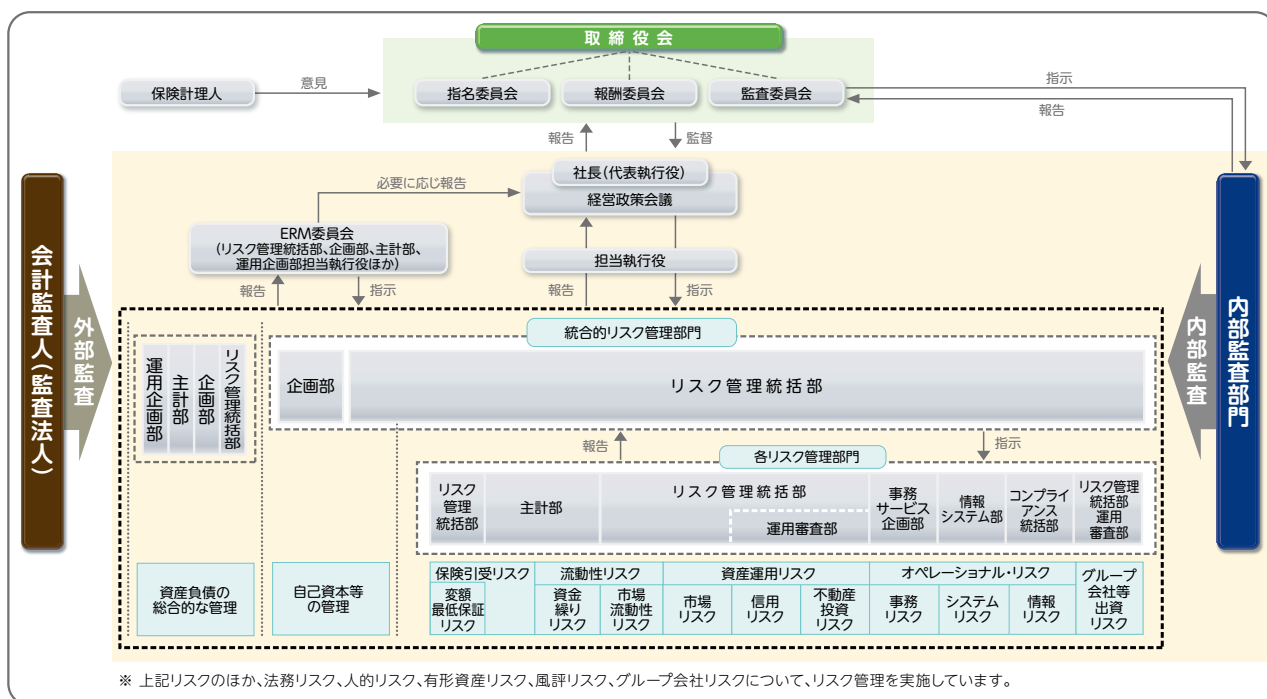 取締役会
保険計理人
意見
指名委員会
報酬委員会
監査委員会
指示
報告
報告
監督
社長(代表執行役)
経営政策会議
必要に応じ報告
ERM委員会
(リスク管理統括部、企画部、主計部、
運用企画部担当執行役ほか)
担当執行役
報告
指示
報告
指示
会計監査人(監査法人)
外部監査
内部監査
内部監査部門
統合的リスク管理部門
運用企画部
主計部
企画部
リスク管理統括部
企画部
リスク管理統括部
報告
指示
各リスク管理部門
リスク
管理
統括部
主計部
リスク管理統括部
運用審査部
事務
サービス
企画部
情報
システム部
コンプライ
アンス
統括部
リスク管理
統括部
運用
審査部
資産負債の
総合的な管理
自己資本等
の管理
保険引受リスク
流動性リスク
資産運用リスク
オペレーショナル・リスク
グループ
会社等
出資
リスク
変額
最低保証
リスク
資金
繰り
リスク
市場
流動性
リスク
市場
リスク
信用
リスク
不動産
投資
リスク
事務
リスク
システム
リスク
情報
リスク
※ 上記リスクのほか、法務リスク、人的リスク、有形資産リスク、風評リスク、グループ会社リスクについて、リスク管理を実施しています。